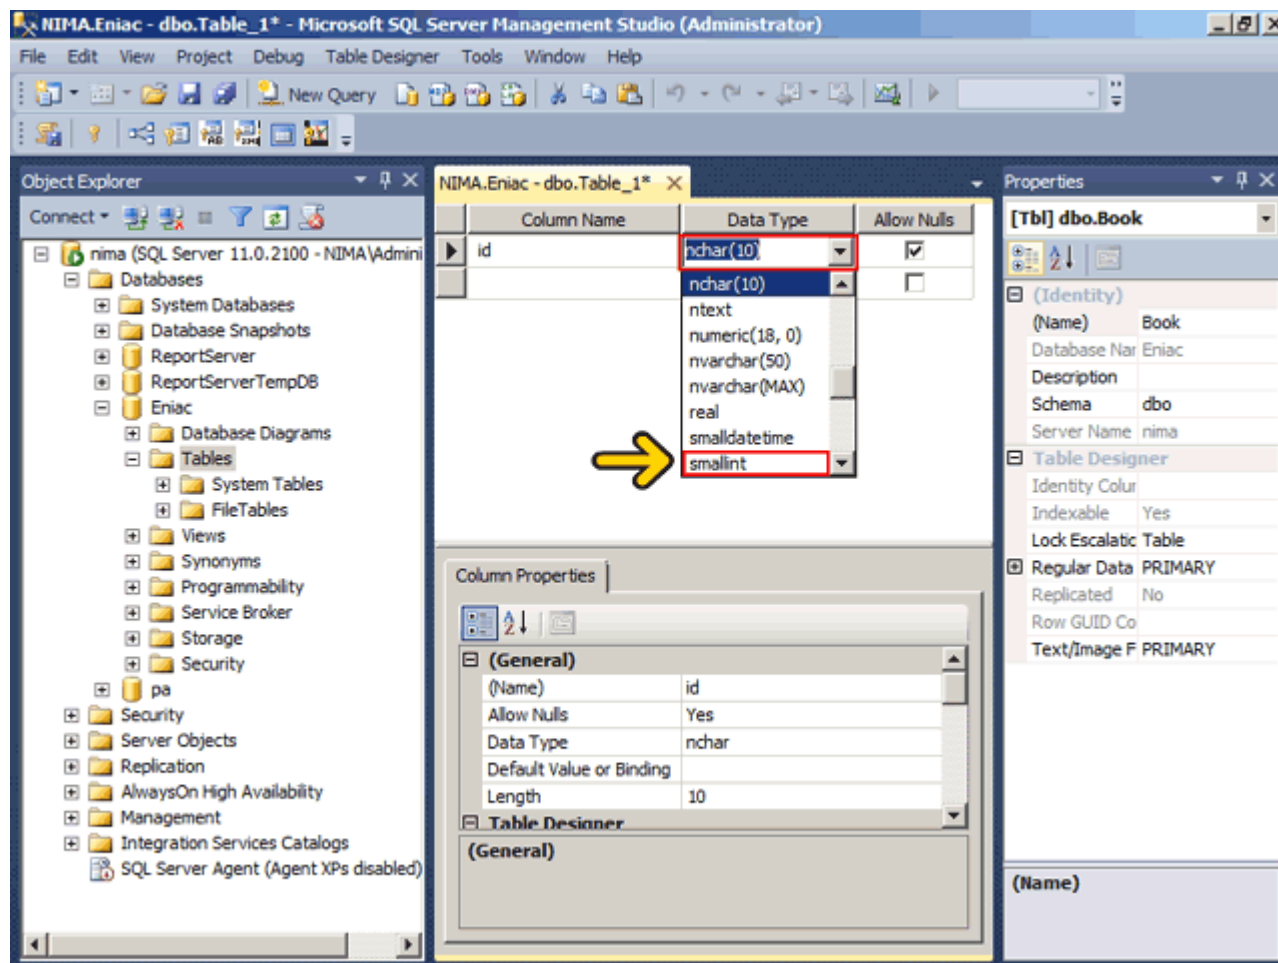 NIMA.Eniac - dbo.Table_1* - Microsoft SQL Server Management Studio (Administrator)
File Edit View Project Debug Table Designer Tools Window Help
New Query
Object Explorer
Connect
nima (SQL Server 11.0.2100 - NIMA\Admini
Databases
System Databases
Database Snapshots
ReportServer
ReportServerTempDB
Eniac
Database Diagrams
Tables
System Tables
FileTables
Views
Synonyms
Programmability
Service Broker
Storage
Security
pa
Security
Server Objects
Replication
AlwaysOn High Availability
Management
Integration Services Catalogs
SQL Server Agent (Agent XPs disabled)
NIMA.Eniac - dbo.Table_1*
Column Name Data Type Allow Nulls
id nchar(10)
nchar(10)
ntext
numeric(18, 0)
nvarchar(50)
nvarchar(MAX)
real
smalldatetime
smallint
Column Properties
(General)
(Name) id
Allow Nulls Yes
Data Type nchar
Default Value or Binding
Length 10
Table Designer
(General)
Properties
[Tbl] dbo.Book
(Identity)
(Name) Book
Database Nar Eniac
Description
Schema dbo
Server Name nima
Table Designer
Identity Colur
Indexable Yes
Lock Escalatic Table
Regular Data PRIMARY
Replicated No
Row GUID Co
Text/Image F PRIMARY
(Name)